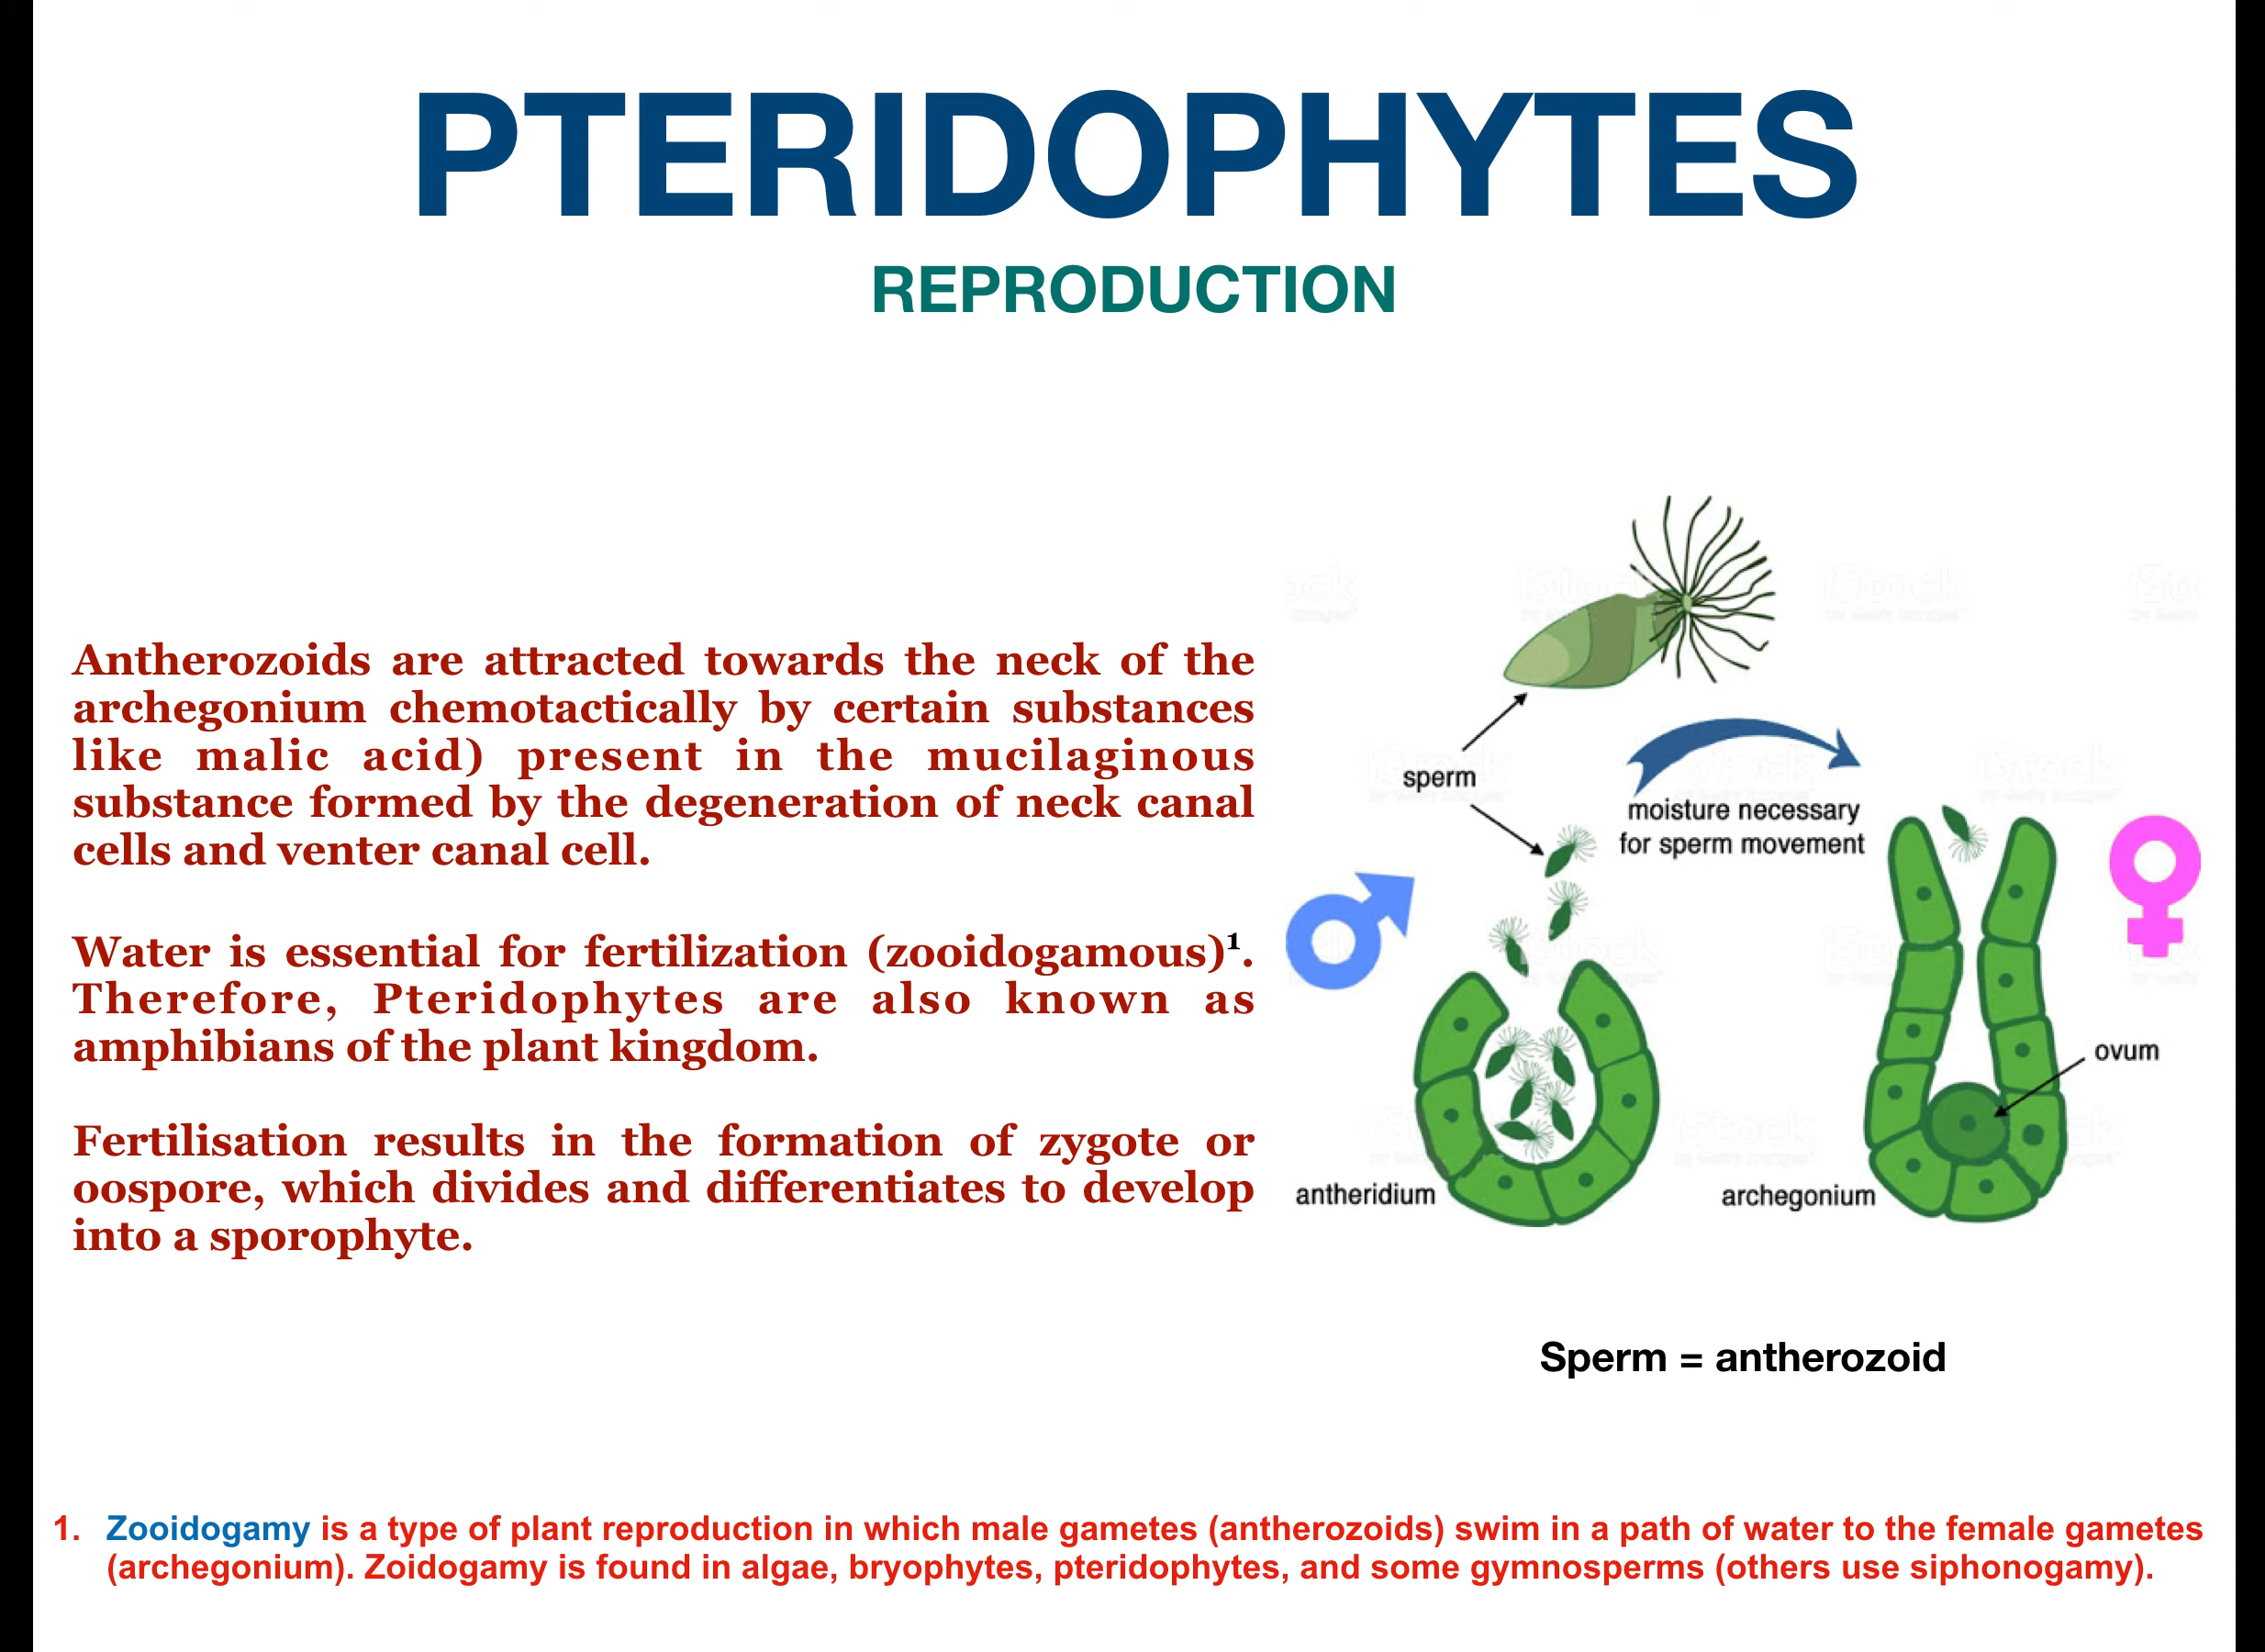 PTERIDOPHYTES
REPRODUCTION
Antherozoids are attracted towards the neck of the
archegonium chemotactically by certain substances
like malic acid) present in the mucilaginous
substance formed by the degeneration of neck canal
cells and venter canal cell.
Water is essential for fertilization (zooidogamous)¹.
Therefore, Pteridophytes are also known as
amphibians of the plant kingdom.
Fertilisation results in the formation of zygote or
oospore, which divides and differentiates to develop
into a sporophyte.
sperm
moisture necessary
for sperm movement
ovum
antheridium
archegonium
Sperm = antherozoid
1. Zooidogamy is a type of plant reproduction in which male gametes (antherozoids) swim in a path of water to the female gametes
(archegonium). Zoidogamy is found in algae, bryophytes, pteridophytes, and some gymnosperms (others use siphonogamy).